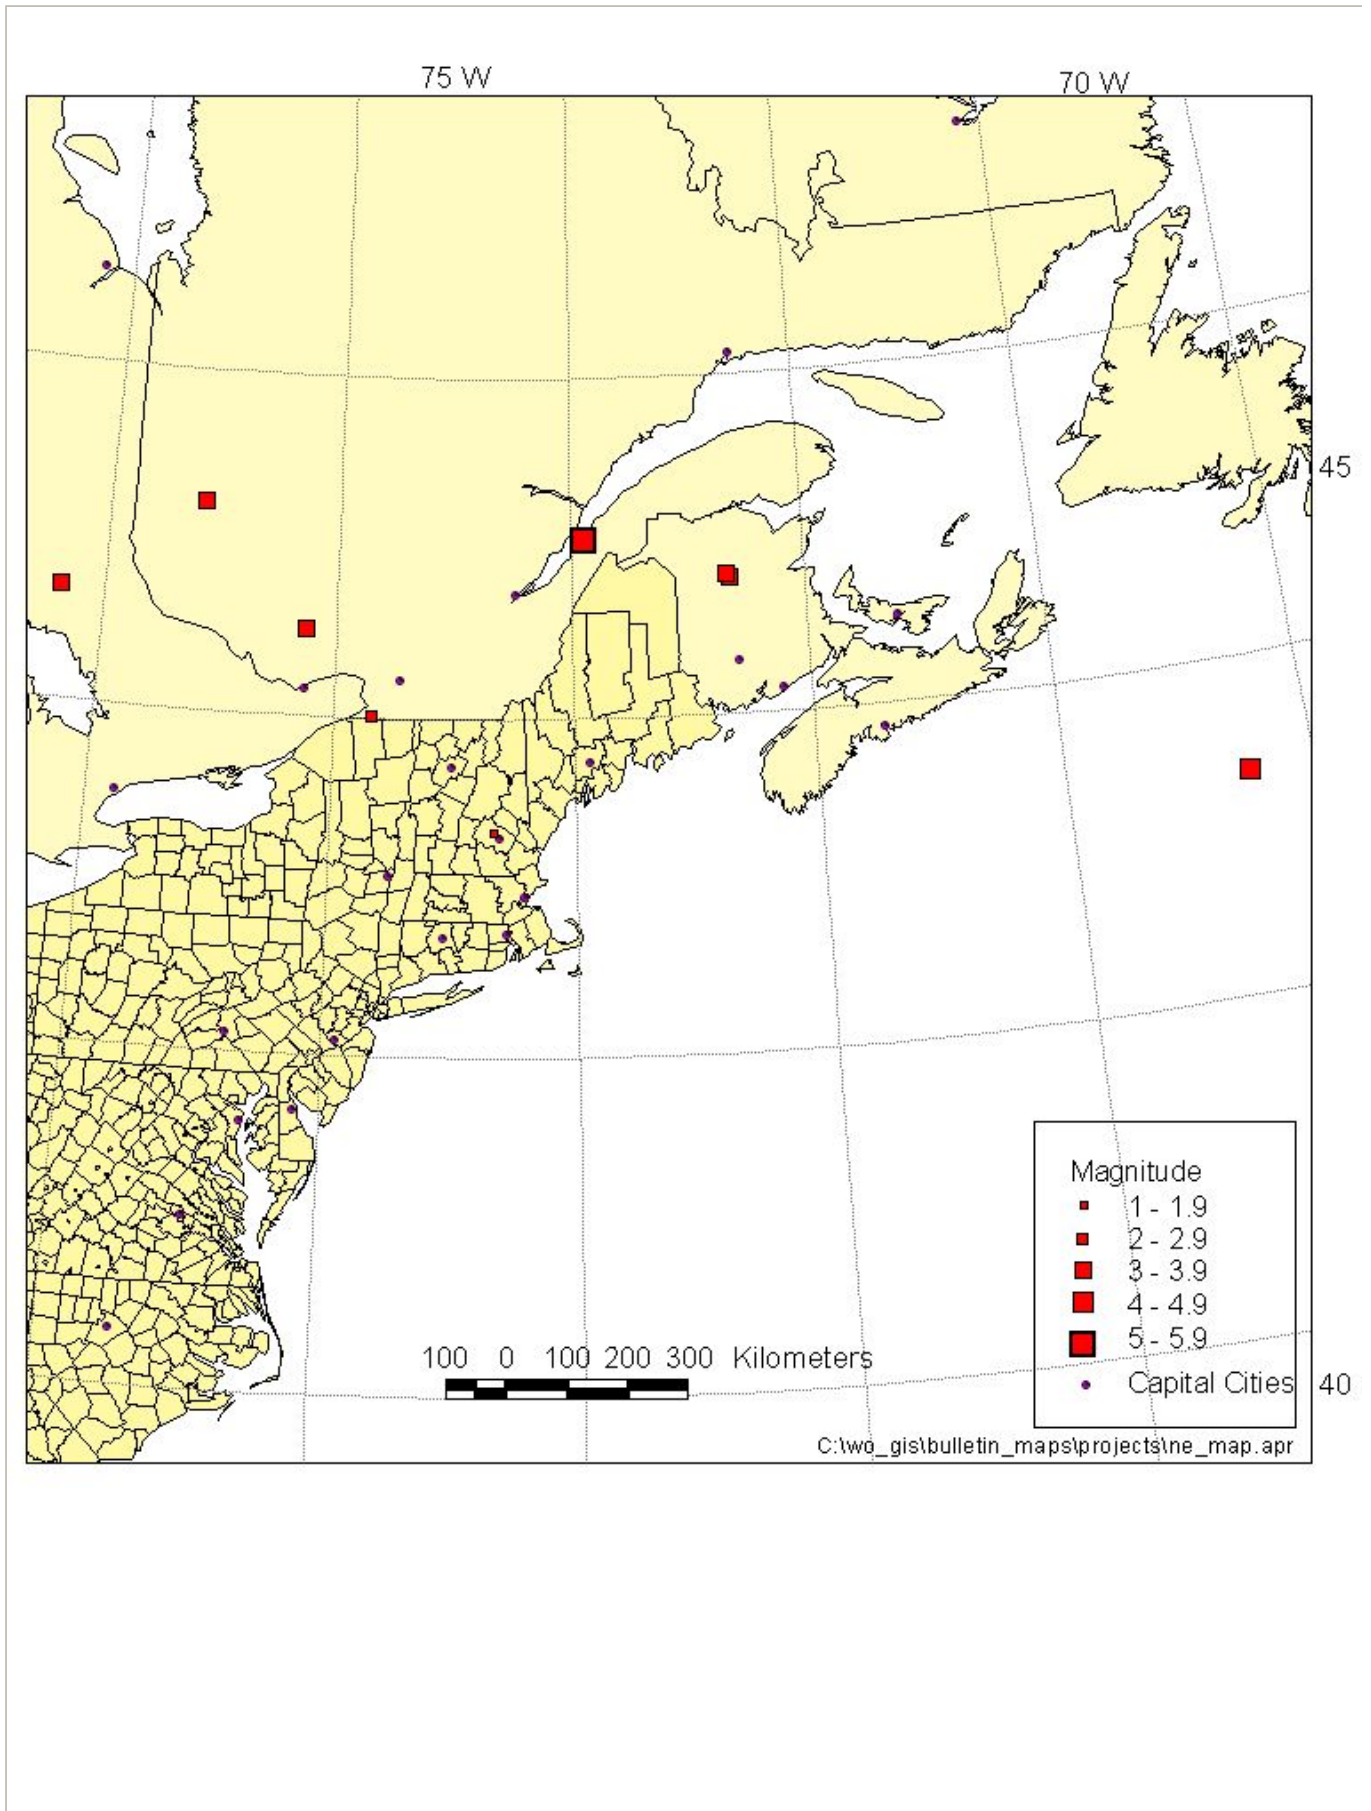 75 W
70 W
45
Magnitude
1 - 1.9
2 - 2.9
3 - 3.9
4 - 4.9
5 - 5.9
Capital Cities
100 0 100 200 300 Kilometers
40
C:\wo_gis\bulletin_maps\projects\ne_map.apr